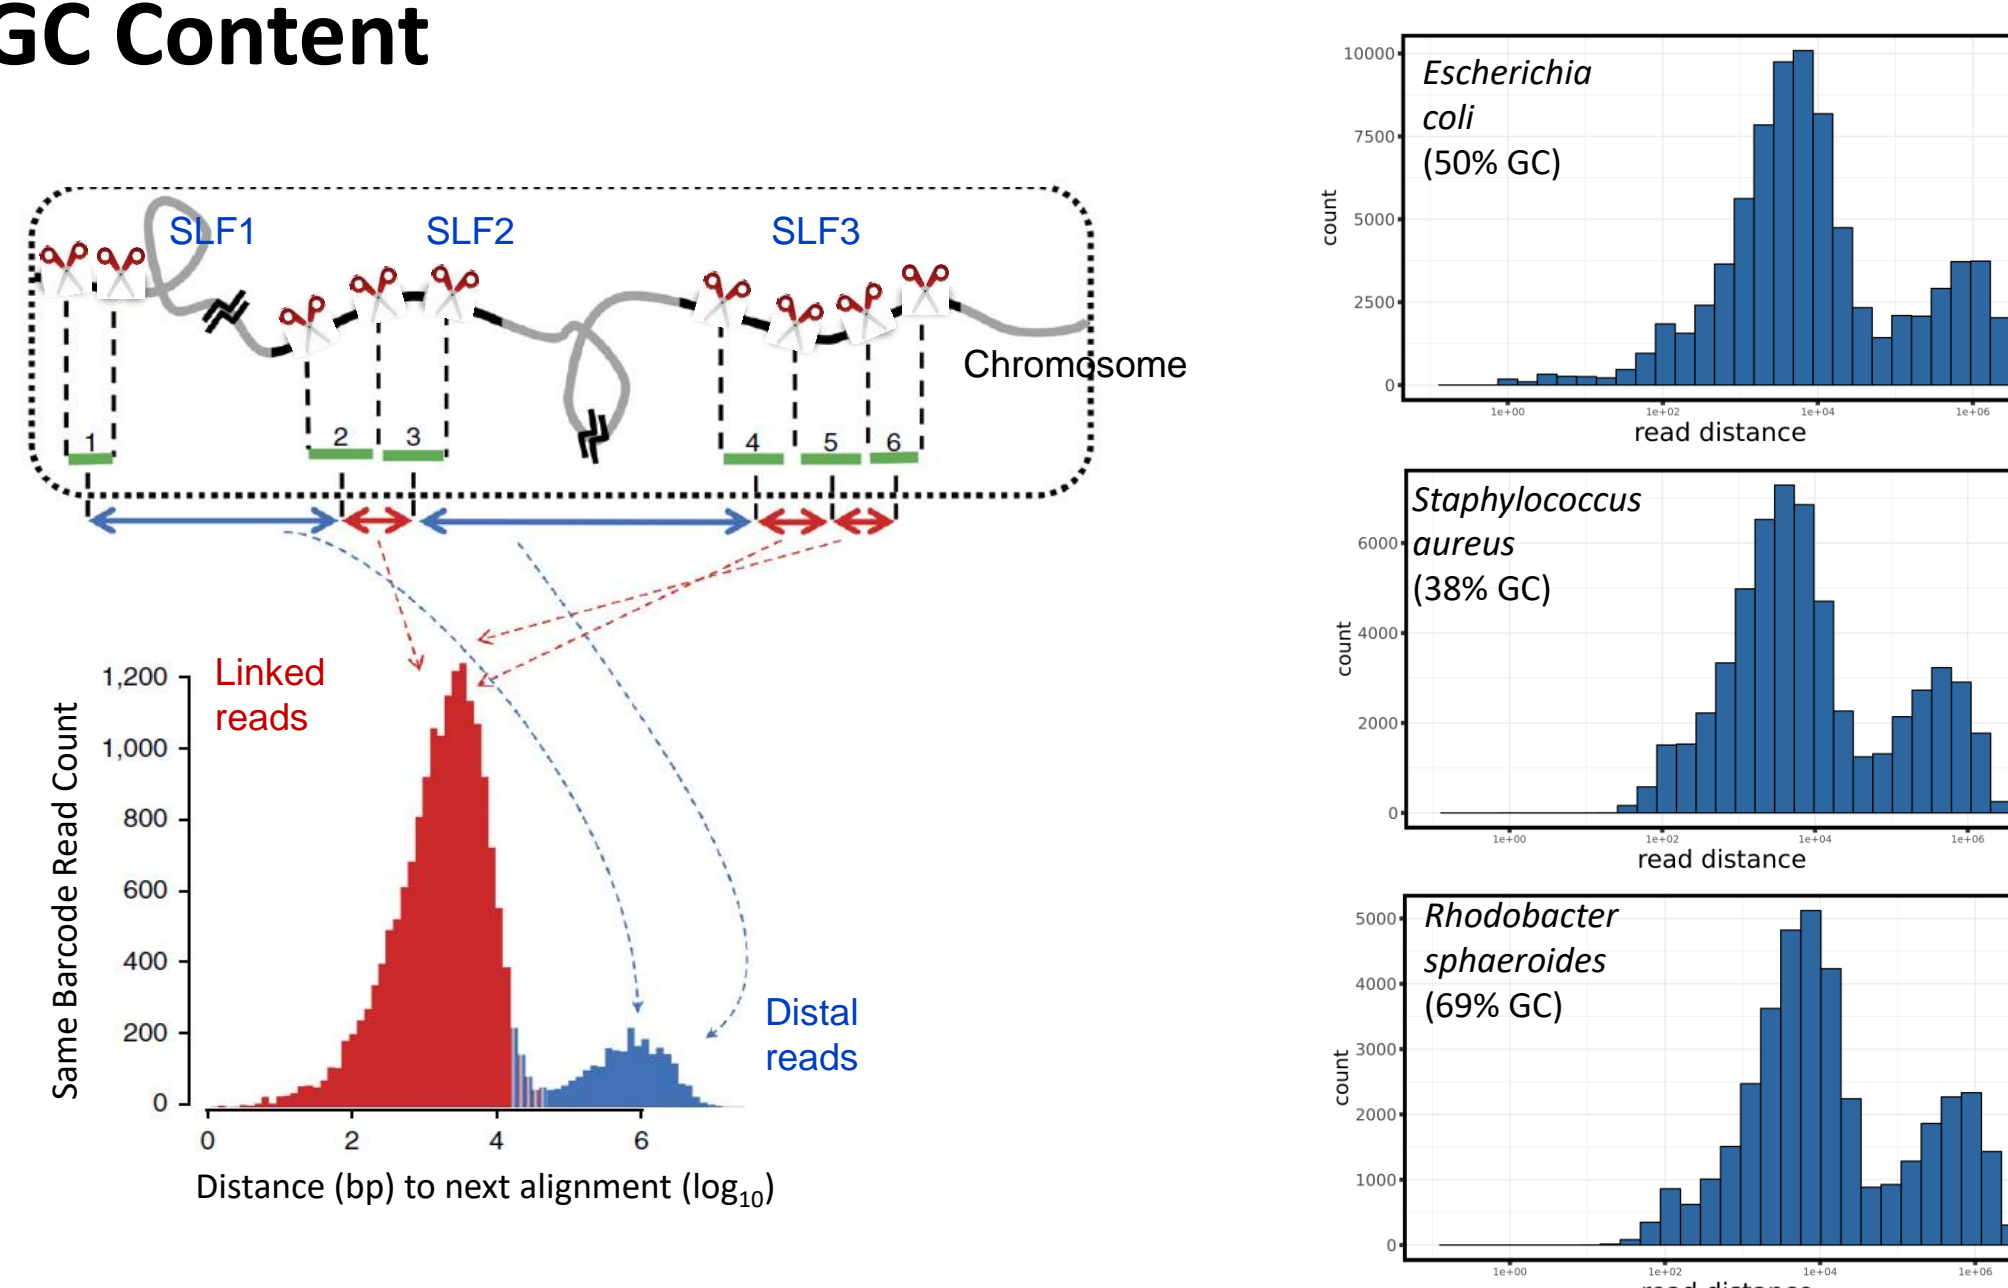 GC Content
SLF1
SLF2
SLF3
Chromosome
1
2
3
4
5
6
Linked
reads
Distal
reads
Same Barcode Read Count
1,200
1,000
800
600
400
200
0
0
2
4
6
Distance (bp) to next alignment (log10)
Escherichia
coli
(50% GC)
count
10000
7500
5000
2500
0
1e+00
1e+02
1e+04
1e+06
read distance
Staphylococcus
aureus
(38% GC)
count
6000
4000
2000
0
1e+00
1e+02
1e+04
1e+06
read distance
Rhodobacter
sphaeroides
(69% GC)
count
5000
4000
3000
2000
1000
0
1e+00
1e+02
1e+04
1e+06
read distance